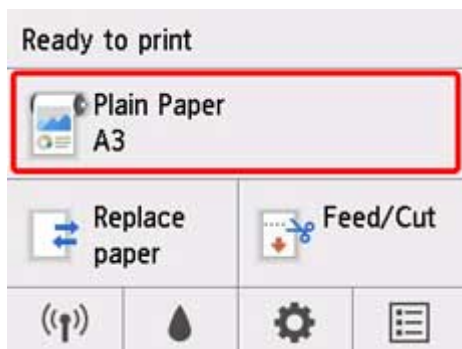 Ready to print
Plain Paper
A3
Replace
paper
Feed/Cut